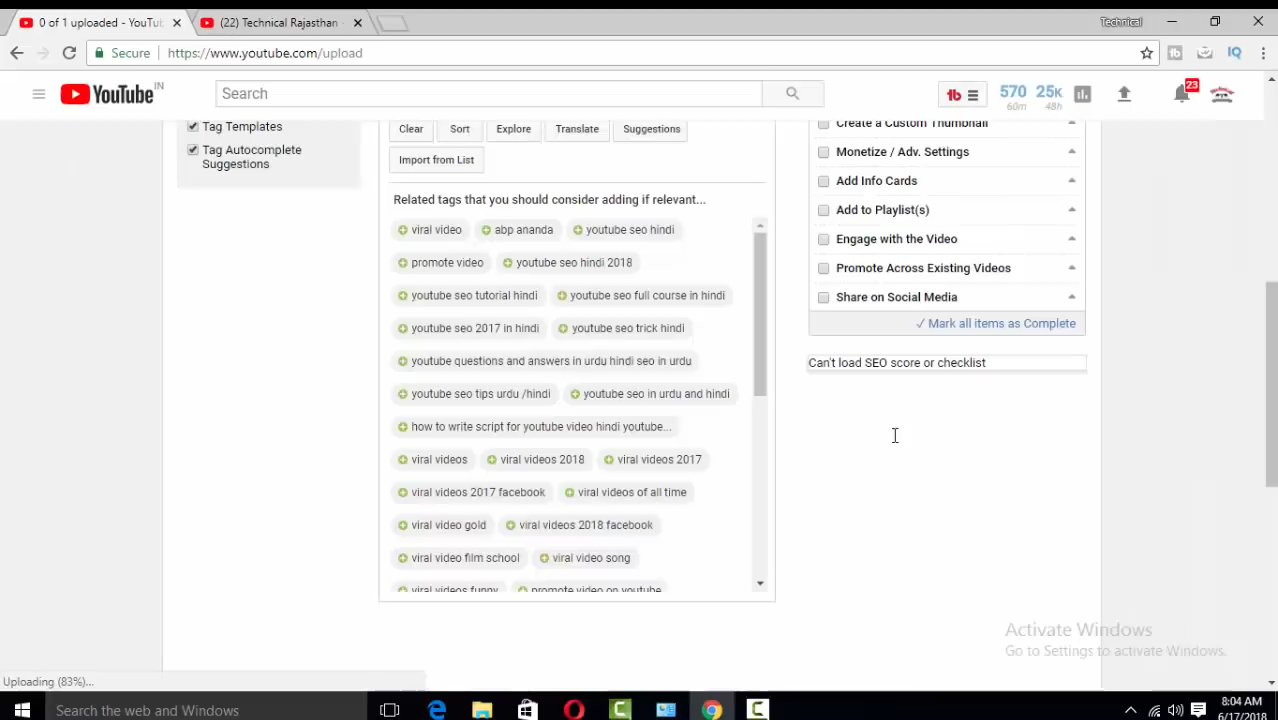 0 of 1 uploaded - YouTu
(22) Technical Rajasthan -
Technical
Secure
https://www.youtube.com/upload
YouTube IN
Search
570
60m
25K
48h
23
Tag Templates
Tag Autocomplete
Suggestions
Clear
Sort
Explore
Translate
Suggestions
Import from List
Related tags that you should consider adding if relevant...
viral video
abp ananda
youtube seo hindi
promote video
youtube seo hindi 2018
youtube seo tutorial hindi
youtube seo full course in hindi
youtube seo 2017 in hindi
youtube seo trick hindi
youtube questions and answers in urdu hindi seo in urdu
youtube seo tips urdu /hindi
youtube seo in urdu and hindi
how to write script for youtube video hindi youtube...
viral videos
viral videos 2018
viral videos 2017
viral videos 2017 facebook
viral videos of all time
viral video gold
viral videos 2018 facebook
viral video film school
viral video song
viral videos funny
promote video on youtube
Create a Custom Thumbnail
Monetize / Adv. Settings
Add Info Cards
Add to Playlist(s)
Engage with the Video
Promote Across Existing Videos
Share on Social Media
✓ Mark all items as Complete
Can't load SEO score or checklist
Activate Windows
Go to Settings to activate Windows.
Uploading (83%)...
Search the web and Windows
8:04 AM
6/17/2018